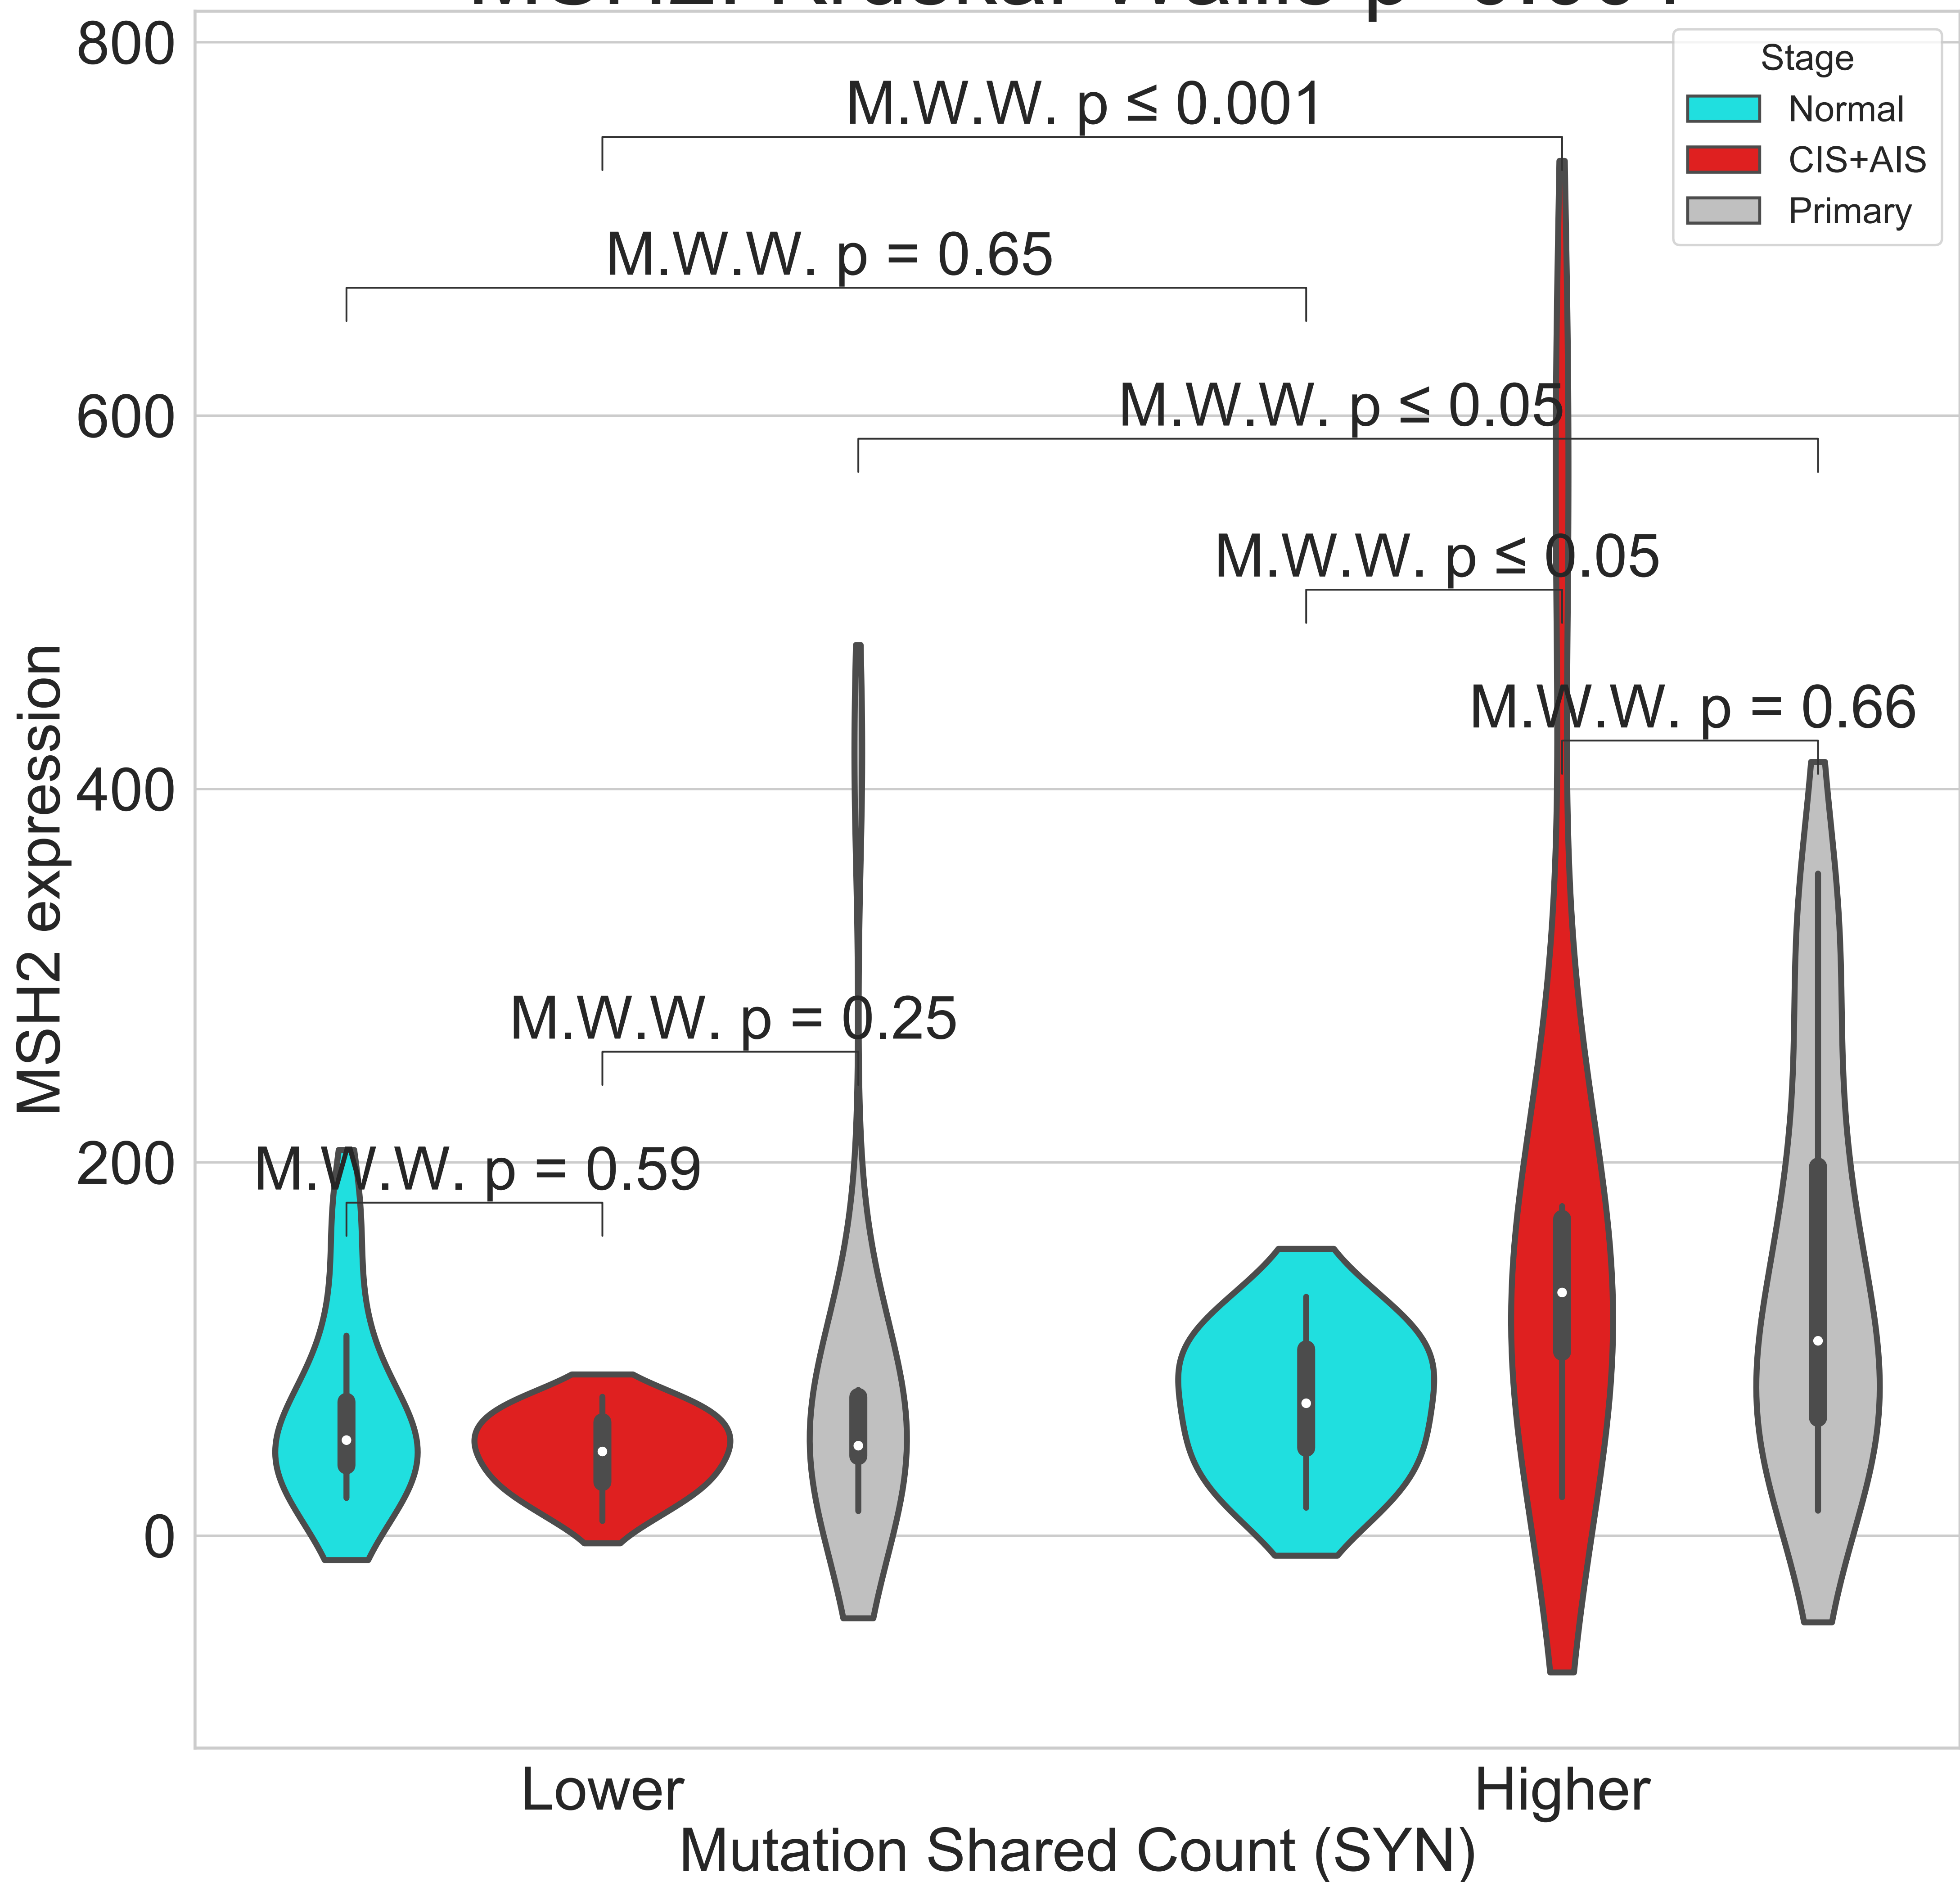 800
600
400
200
0
MSH2 expression
M.W.W. p ≤ 0.001
M.W.W. p = 0.65
M.W.W. p ≤ 0.05
M.W.W. p ≤ 0.05
M.W.W. p = 0.66
M.W.W. p = 0.25
M.W.W. p = 0.59
Stage
Normal
CIS+AIS
Primary
Lower
Higher
Mutation Shared Count (SYN)